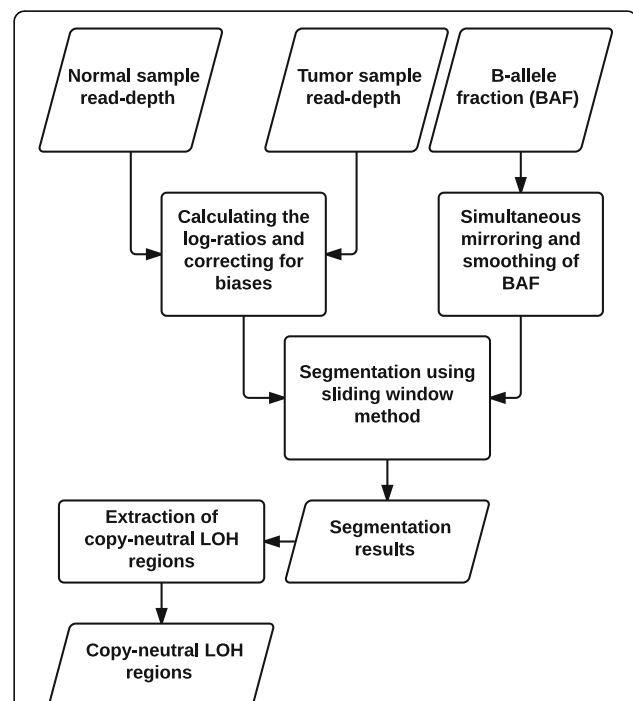 Normal sample
read-depth
Tumor sample
read-depth
B-allele
fraction (BAF)
Calculating the
log-ratios and
correcting for
biases
Simultaneous
mirroring and
smoothing of
BAF
Segmentation using
sliding window
method
Extraction of
copy-neutral LOH
regions
Segmentation
results
Copy-neutral LOH
regions